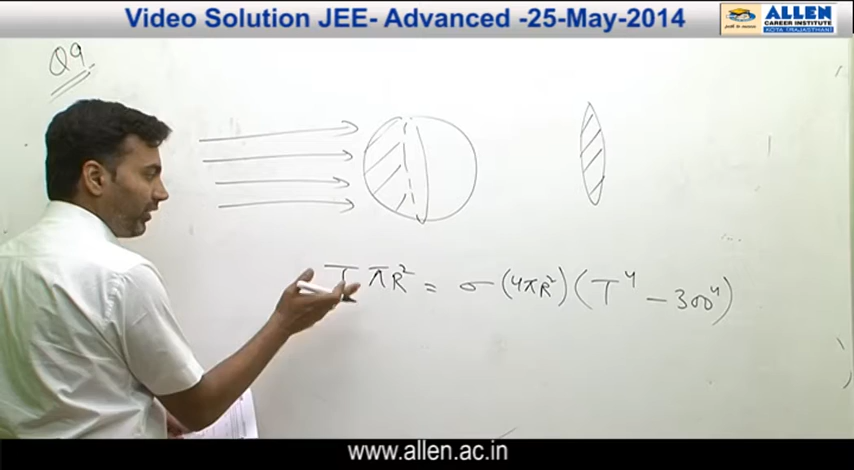 Video Solution JEE- Advanced -25-May-2014
ALLEN
CAREER INSTITUTE
KOTA (RAJASTHAN)
Q9
I πR² = σ (4πR²) (T⁴ - 300⁴)
www.allen.ac.in